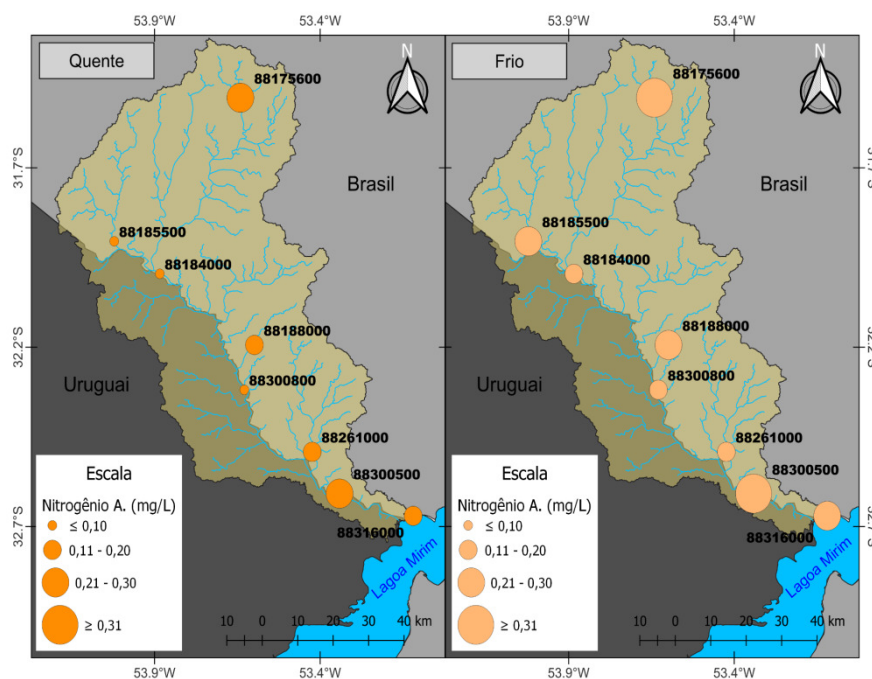 53.9°W
53.4°W
53.9°W
53.4°W
Quente
N
88175600
31.7°S
Brasil
88185500
88184000
88188000
32.2°S
Uruguai
88300800
88261000
88300500
88316000
32.7°S
Escala
Nitrogênio A. (mg/L)
≤ 0,10
0,11 - 0,20
0,21 - 0,30
≥ 0,31
Lagoa Mirim
10 0 10 20 30 40 km
53.9°W
53.4°W
Frio
N
88175600
31.7°S
Brasil
88185500
88184000
88188000
32.2°S
Uruguai
88300800
88261000
88300500
88316000
32.7°S
Escala
Nitrogênio A. (mg/L)
≤ 0,10
0,11 - 0,20
0,21 - 0,30
≥ 0,31
Lagoa Mirim
10 0 10 20 30 40 km
53.9°W
53.4°W